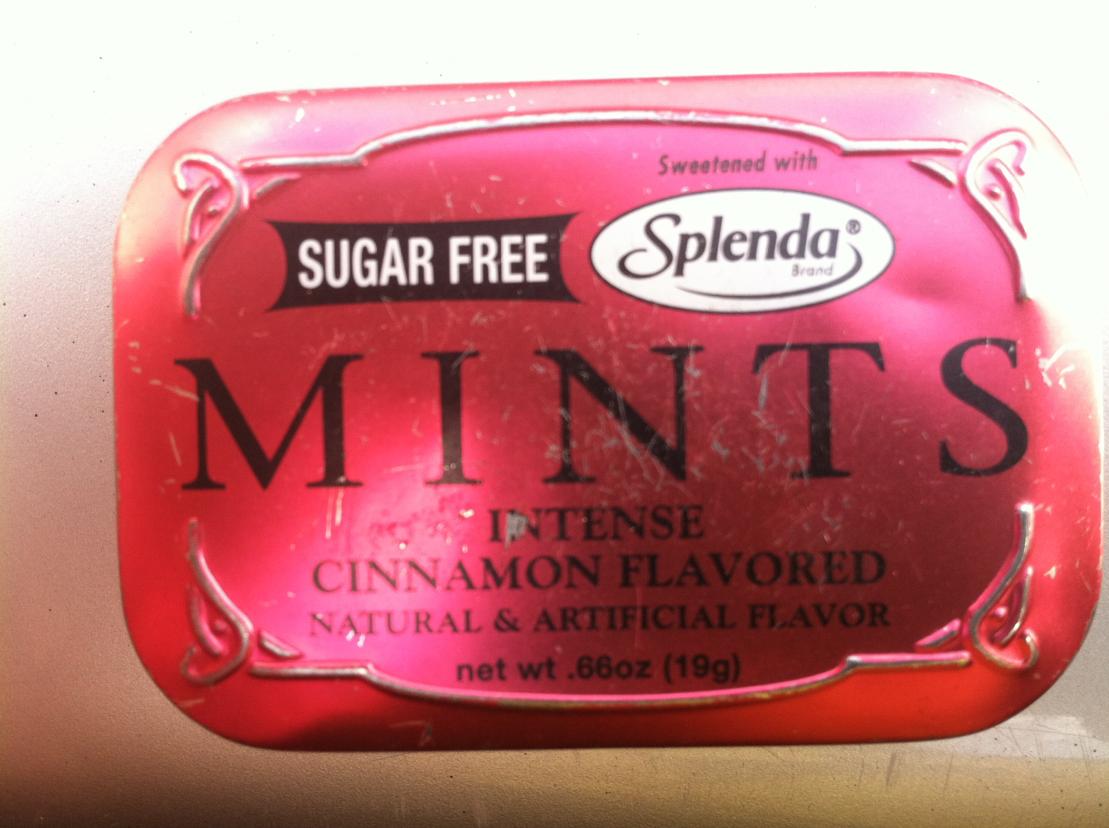 Sweetened with
SUGAR FREE
Splenda®
Brand
MINTS
INTENSE
CINNAMON FLAVORED
NATURAL & ARTIFICIAL FLAVOR
net wt .66oz (19g)